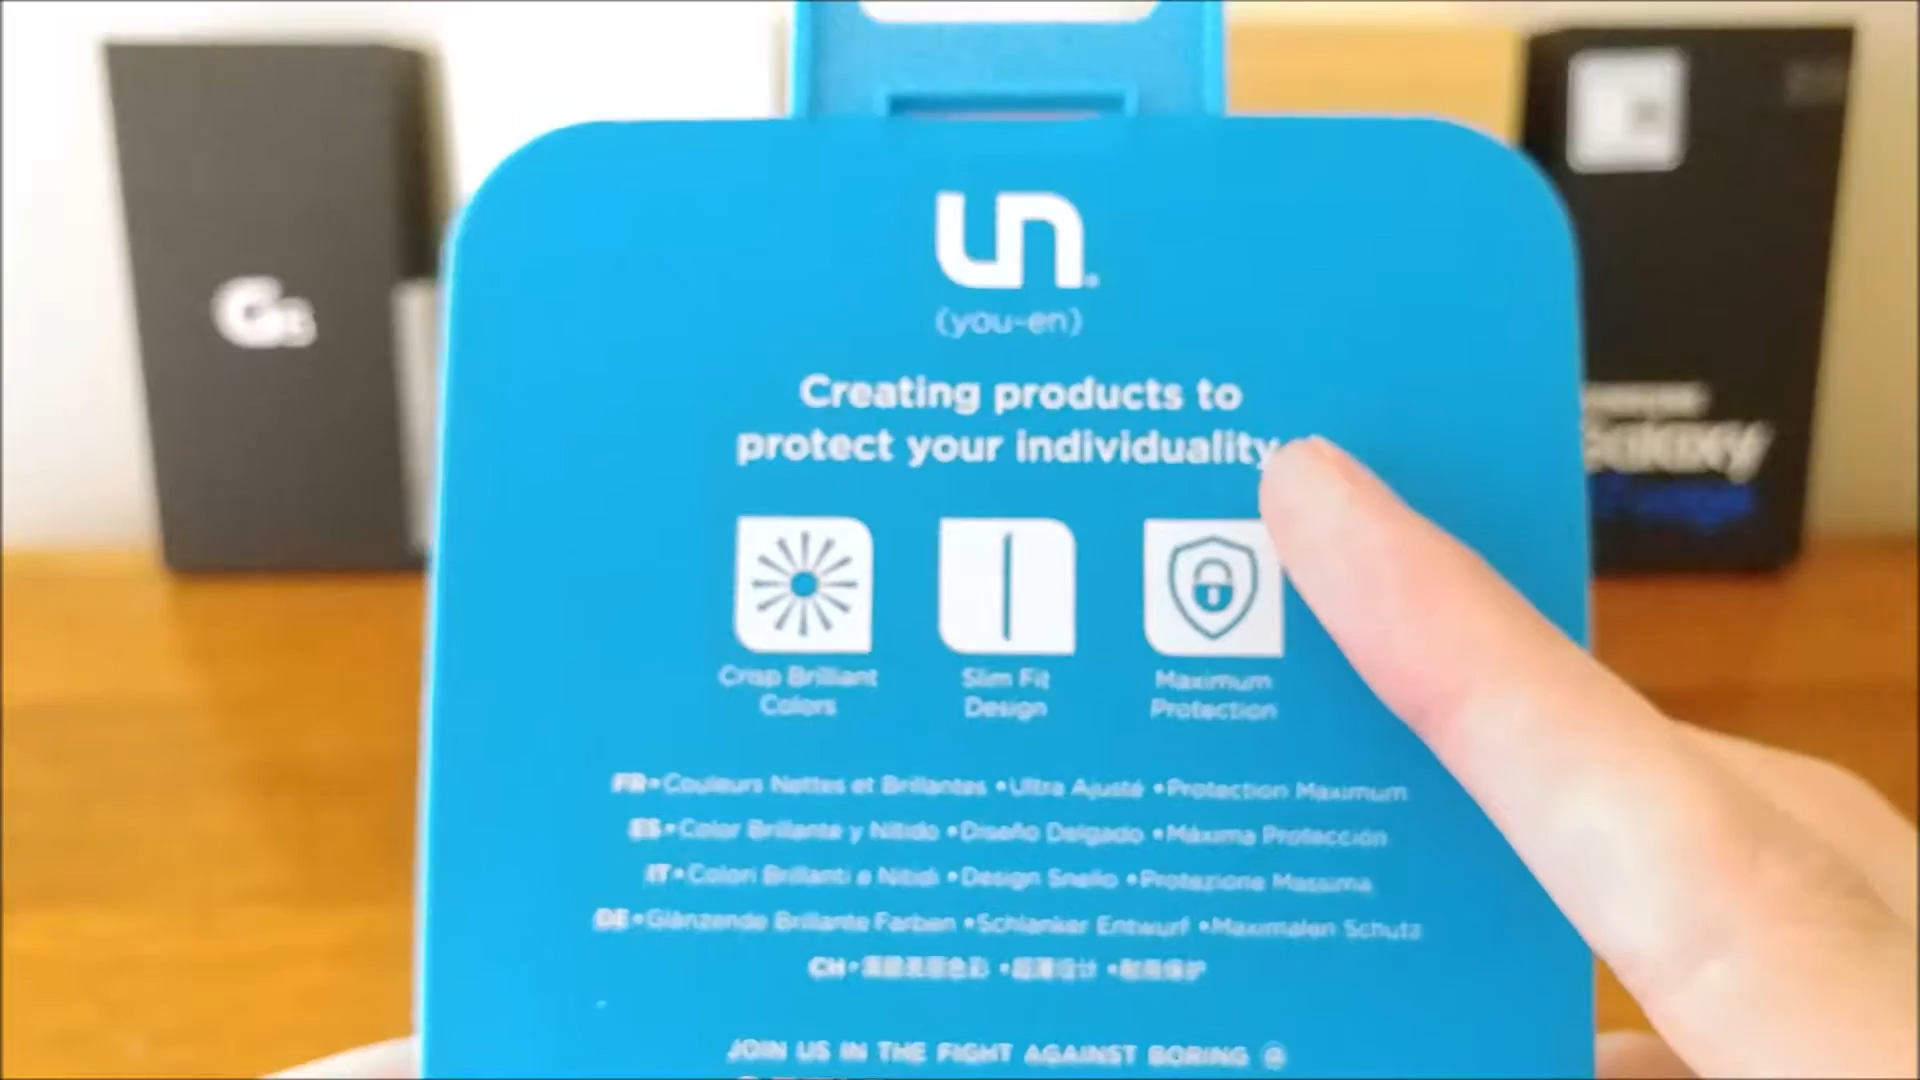 un
(you-en)
Creating products to
protect your individuality
Crisp Brilliant
Colors
Slim Fit
Design
Maximum
Protection
FR•Couleurs Nettes et Brillantes •Ultra Ajusté •Protection Maximum
ES•Color Brillante y Nítido •Diseño Delgado •Máxima Protección
IT•Colori Brillanti e Nitidi •Design Snello •Protezione Massima
DE•Glänzende Brillante Farben •Schlanker Entwurf •Maximalen Schutz
CH•
JOIN US IN THE FIGHT AGAINST BORING @
Galaxy